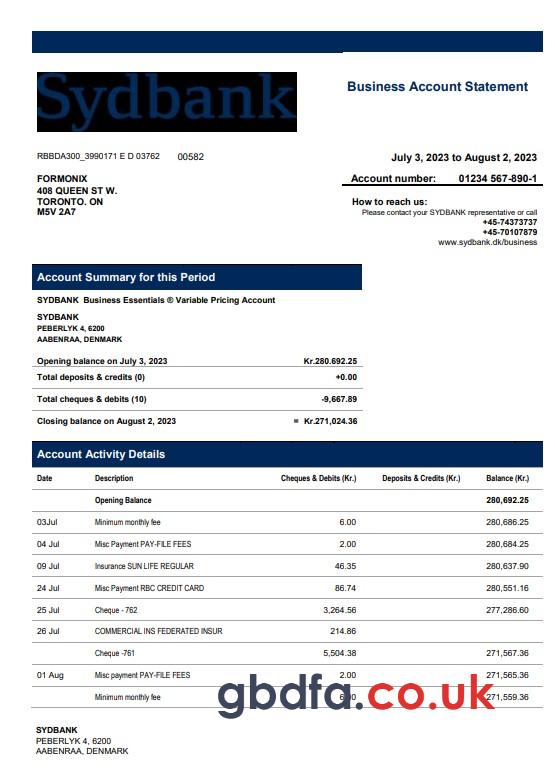 Sydbank
Business Account Statement
RBBDA300_3990171 E D 03762 00582
July 3, 2023 to August 2, 2023
FORMONIX
408 QUEEN ST W.
TORONTO. ON
M5V 2A7
Account number: 01234 567-890-1
How to reach us:
Please contact your SYDBANK representive or call
+45-74373737
+45-70107879
www.sydbank.dk/business
Account Summary for this Period
SYDBANK Business Essentials ® Variable Pricing Account
SYDBANK
PEBERLYK 4, 6200
AABENRAA, DENMARK
Opening balance on July 3, 2023 Kr.280.692.25
Total deposits & credits (0) +0.00
Total cheques & debits (10) -9,667.89
Closing balance on August 2, 2023 = Kr.271,024.36
Account Activity Details
Date Description Cheques & Debits (Kr.) Deposits & Credits (Kr.) Balance (Kr.)
Opening Balance 280,692.25
03Jul Minimum monthly fee 6.00 280,686.25
04 Jul Misc Payment PAY-FILE FEES 2.00 280,684.25
09 Jul Insurance SUN LIFE REGULAR 46.35 280,637.90
24 Jul Misc Payment RBC CREDIT CARD 86.74 280,551.16
25 Jul Cheque - 762 3,264.56 277,286.60
26 Jul COMMERCIAL INS FEDERATED INSUR 214.86
Cheque -761 5,504.38 271,567.36
01 Aug Misc payment PAY-FILE FEES 2.00 271,565.36
Minimum monthly fee 6.00 271,559.36
gbdfa.co.uk
SYDBANK
PEBERLYK 4, 6200
AABENRAA, DENMARK